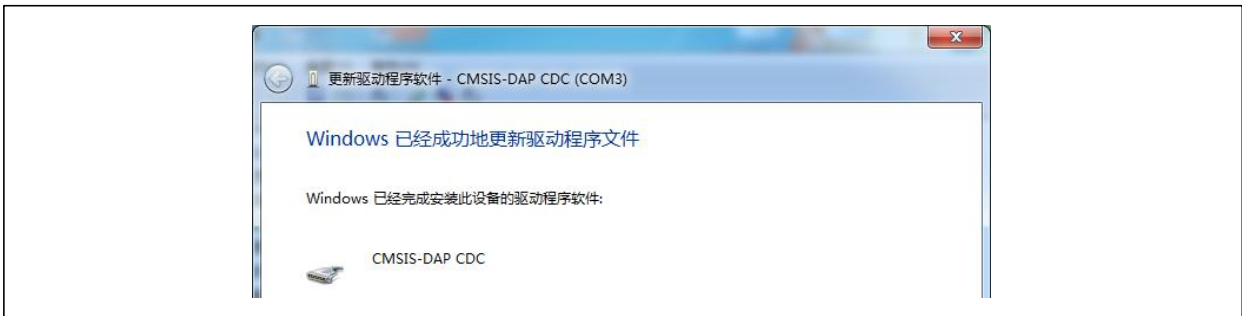 更新驱动程序软件 - CMSIS-DAP CDC (COM3)
Windows 已经成功地更新驱动程序文件
Windows 已经完成安装此设备的驱动程序软件:
CMSIS-DAP CDC